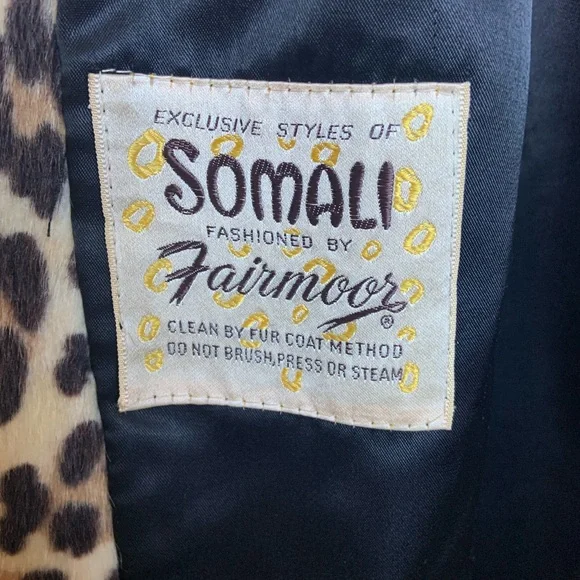 EXCLUSIVE STYLES OF
SOMALI
FASHIONED BY
Fairmoor®
CLEAN BY FUR COAT METHOD
DO NOT BRUSH, PRESS OR STEAM